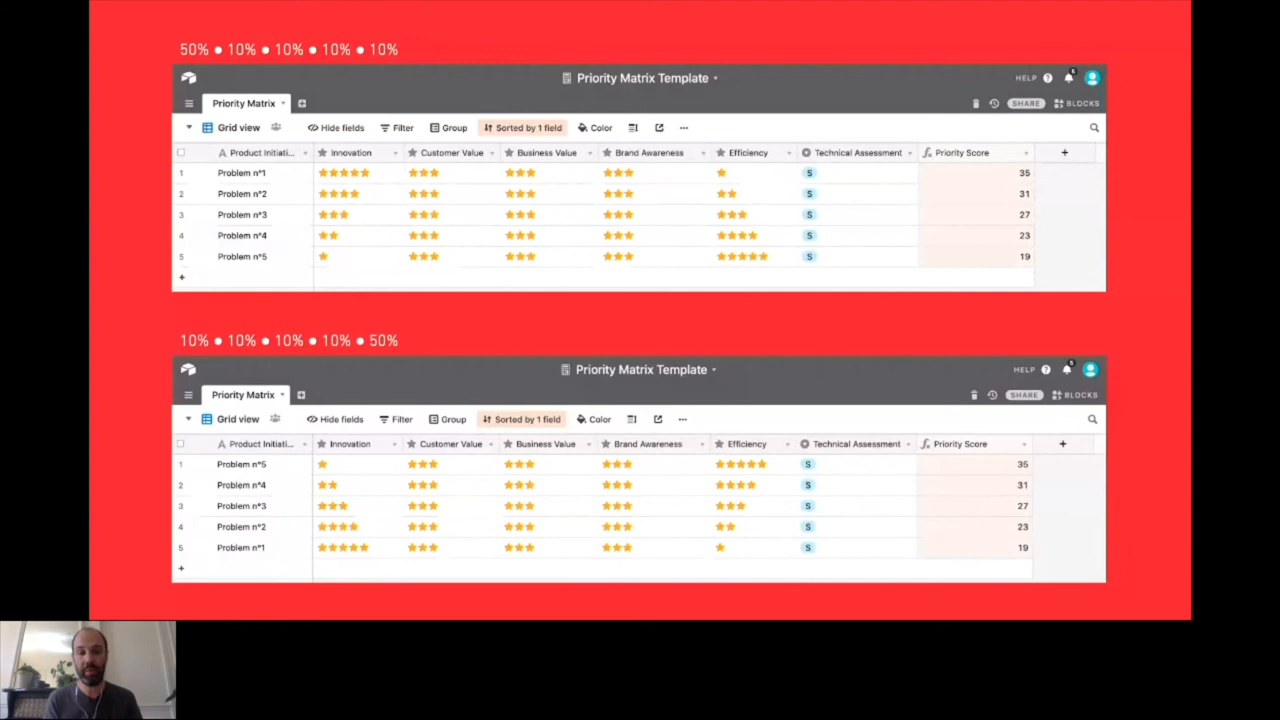 50% ● 10% ● 10% ● 10% ● 10%
Priority Matrix Template
HELP
Priority Matrix
SHARE BLOCKS
Grid view Hide fields Filter Group Sorted by 1 field Color
Product Initiati... Innovation Customer Value Business Value Brand Awareness Efficiency Technical Assessment Priority Score
1 Problem n°1 S 35
2 Problem n°2 S 31
3 Problem n°3 S 27
4 Problem n°4 S 23
5 Problem n°5 S 19
10% ● 10% ● 10% ● 10% ● 50%
Priority Matrix Template
HELP
Priority Matrix
SHARE BLOCKS
Grid view Hide fields Filter Group Sorted by 1 field Color
Product Initiati... Innovation Customer Value Business Value Brand Awareness Efficiency Technical Assessment Priority Score
1 Problem n°5 S 35
2 Problem n°4 S 31
3 Problem n°3 S 27
4 Problem n°2 S 23
5 Problem n°1 S 19